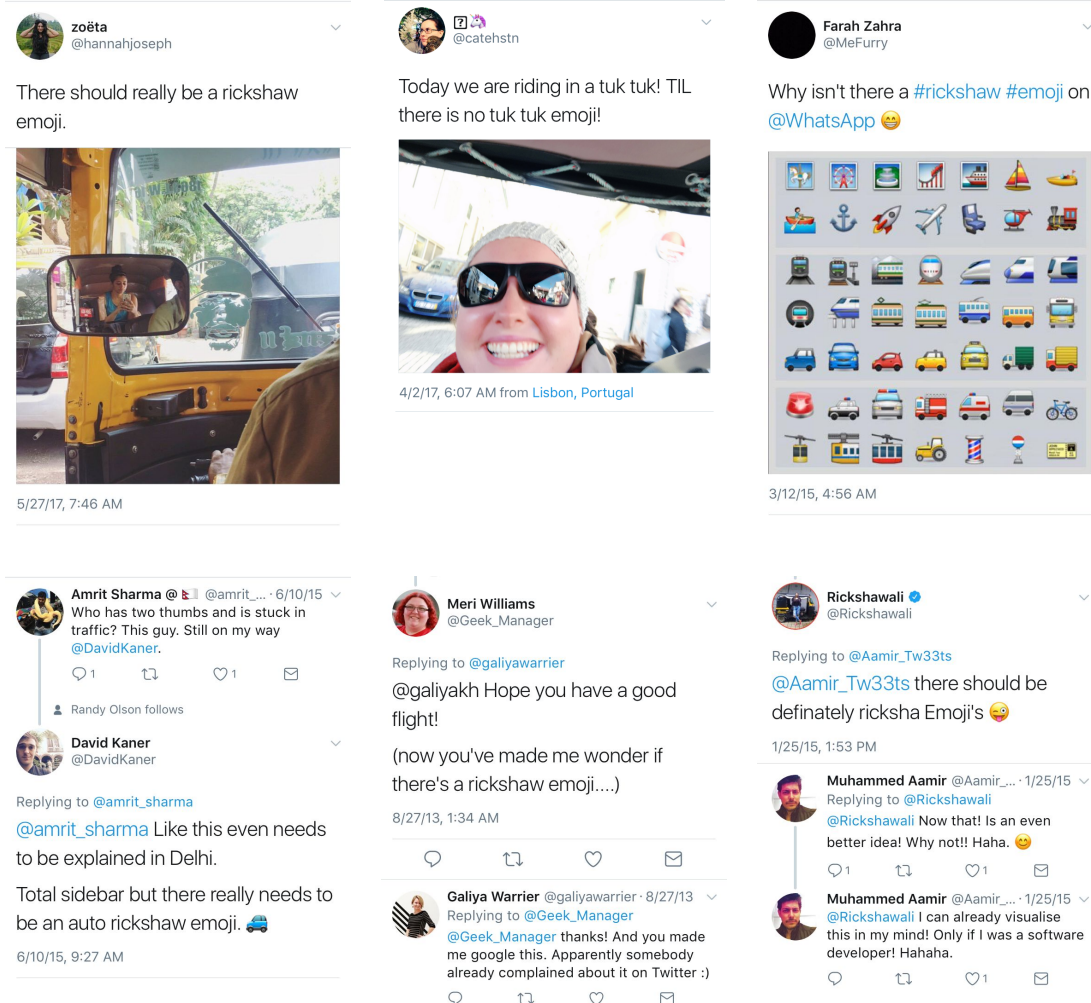 zoëta
@hannahjoseph
There should really be a rickshaw
emoji.
5/27/17, 7:46 AM
@catehstn
Today we are riding in a tuk tuk! TIL
there is no tuk tuk emoji!
4/2/17, 6:07 AM from Lisbon, Portugal
Farah Zahra
@MeFurry
Why isn't there a #rickshaw #emoji on
@WhatsApp 😁
3/12/15, 4:56 AM
Amrit Sharma @ 🇳🇵 @amrit_... · 6/10/15
Who has two thumbs and is stuck in
traffic? This guy. Still on my way
@DavidKaner.
1 1
Randy Olson follows
David Kaner
@DavidKaner
Replying to @amrit_sharma
@amrit_sharma Like this even needs
to be explained in Delhi.
Total sidebar but there really needs to
be an auto rickshaw emoji. 🚙
6/10/15, 9:27 AM
Meri Williams
@Geek_Manager
Replying to @galiyawarrier
@galiyakh Hope you have a good
flight!
(now you've made me wonder if
there's a rickshaw emoji....)
8/27/13, 1:34 AM
Galiya Warrier @galiyawarrier · 8/27/13
Replying to @Geek_Manager
@Geek_Manager thanks! And you made
me google this. Apparently somebody
already complained about it on Twitter :)
Rickshawali
@Rickshawali
Replying to @Aamir_Tw33ts
@Aamir_Tw33ts there should be
definately ricksha Emoji's 😜
1/25/15, 1:53 PM
Muhammed Aamir @Aamir_... · 1/25/15
Replying to @Rickshawali
@Rickshawali Now that! Is an even
better idea! Why not!! Haha. 😊
1 1
Muhammed Aamir @Aamir_... · 1/25/15
@Rickshawali I can already visualise
this in my mind! Only if I was a software
developer! Hahaha.
1